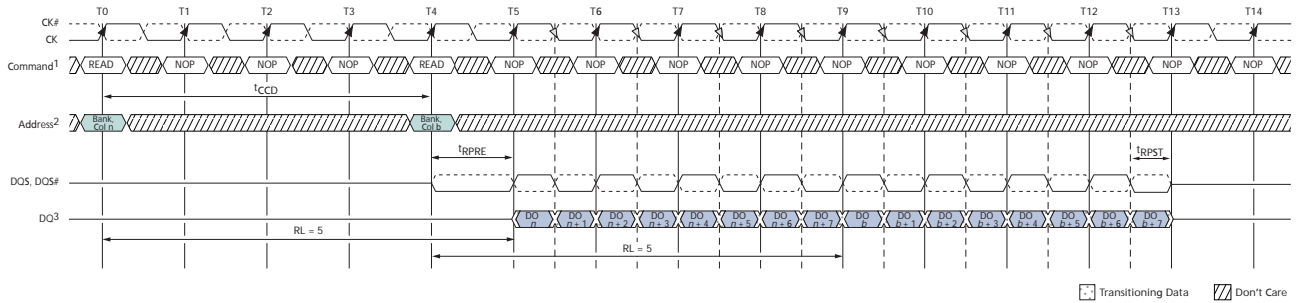 T0 T1 T2 T3 T4 T5 T6 T7 T8 T9 T10 T11 T12 T13 T14
CK#
CK
Command1 READ NOP NOP NOP READ NOP NOP NOP NOP NOP NOP NOP NOP NOP NOP
tCCD
Address2 Bank, Col n Bank, Col b
tRPRE tRPST
DQS, DQS#
DQ3 DO n DO n + 1 DO n + 2 DO n + 3 DO n + 4 DO n + 5 DO n + 6 DO n + 7 DO b DO b + 1 DO b + 2 DO b + 3 DO b + 4 DO b + 5 DO b + 6 DO b + 7
RL = 5
RL = 5
Transitioning Data Don't Care